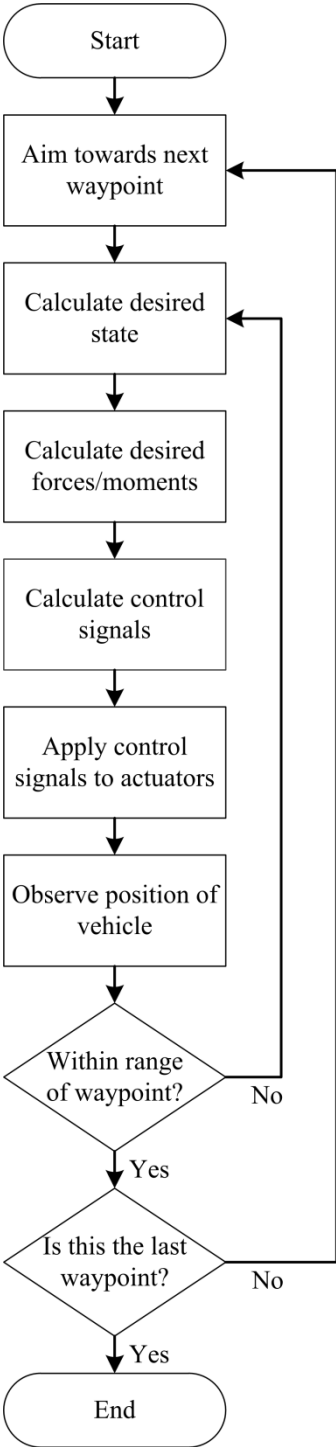 Start
Aim towards next
waypoint
Calculate desired
state
Calculate desired
forces/moments
Calculate control
signals
Apply control
signals to actuators
Observe position of
vehicle
Within range
of waypoint?
No
Yes
Is this the last
waypoint?
No
Yes
End